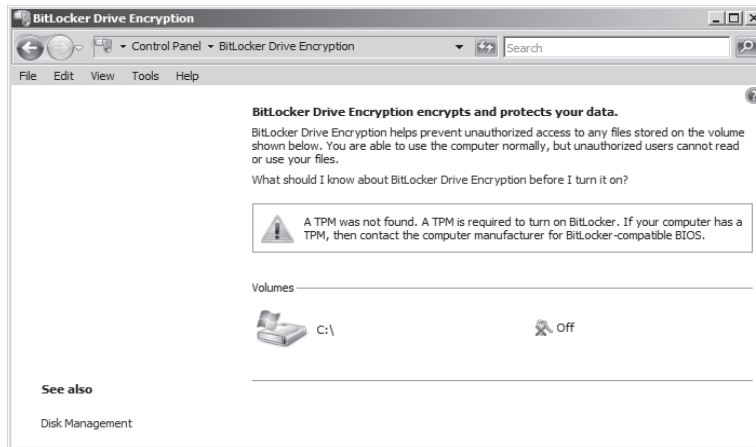 BitLocker Drive Encryption
Control Panel BitLocker Drive Encryption Search
File Edit View Tools Help
BitLocker Drive Encryption encrypts and protects your data.
BitLocker Drive Encryption helps prevent unauthorized access to any files stored on the volume
shown below. You are able to use the computer normally, but unauthorized users cannot read
or use your files.
What should I know about BitLocker Drive Encryption before I turn it on?
A TPM was not found. A TPM is required to turn on BitLocker. If your computer has a
TPM, then contact the computer manufacturer for BitLocker-compatible BIOS.
Volumes
C:\ Off
See also
Disk Management